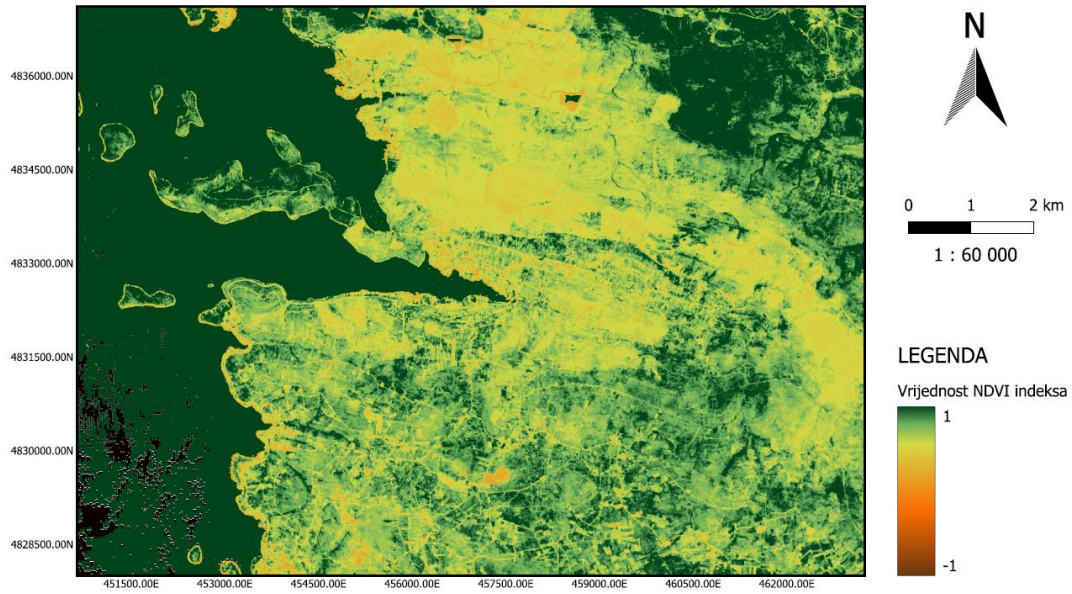 4836000.00N
4834500.00N
4833000.00N
4831500.00N
4830000.00N
4828500.00N
451500.00E 453000.00E 454500.00E 456000.00E 457500.00E 459000.00E 460500.00E 462000.00E
N
0 1 2 km
1 : 60 000
LEGENDA
Vrijednost NDVI indeksa
1
-1